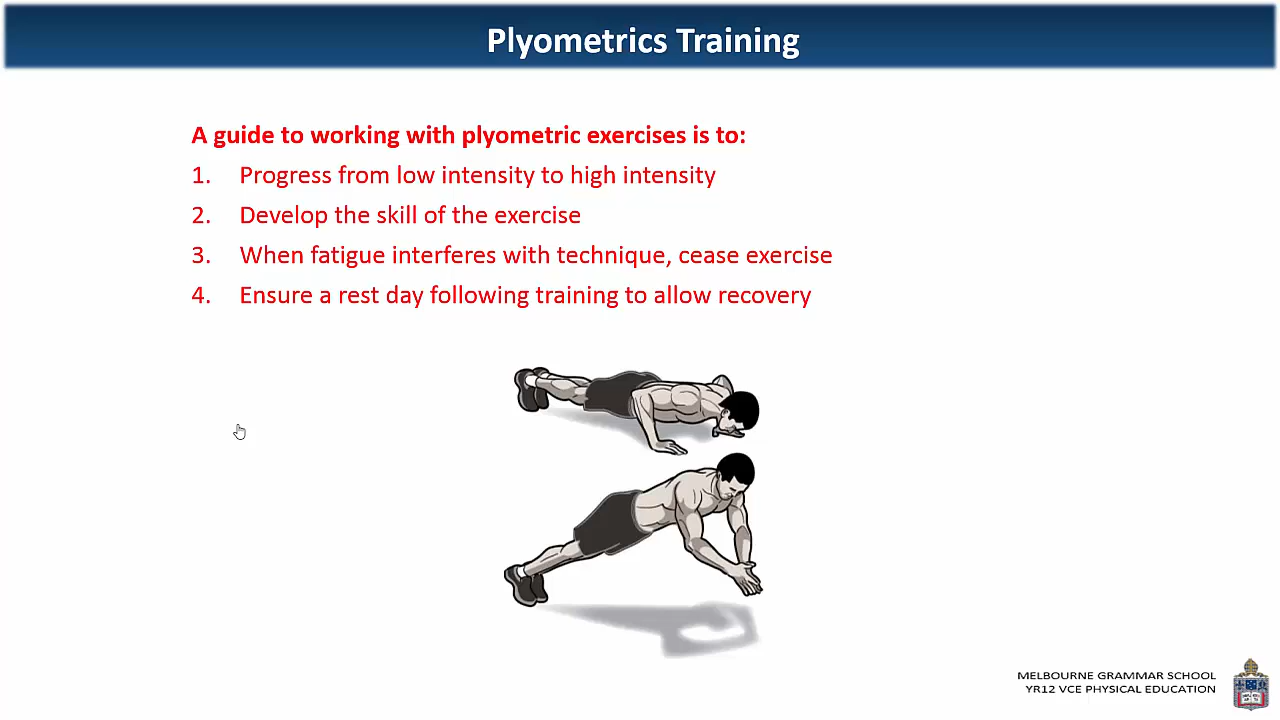 Plyometrics Training
A guide to working with plyometric exercises is to:
1. Progress from low intensity to high intensity
2. Develop the skill of the exercise
3. When fatigue interferes with technique, cease exercise
4. Ensure a rest day following training to allow recovery
MELBOURNE GRAMMAR SCHOOL
YR12 VCE PHYSICAL EDUCATION